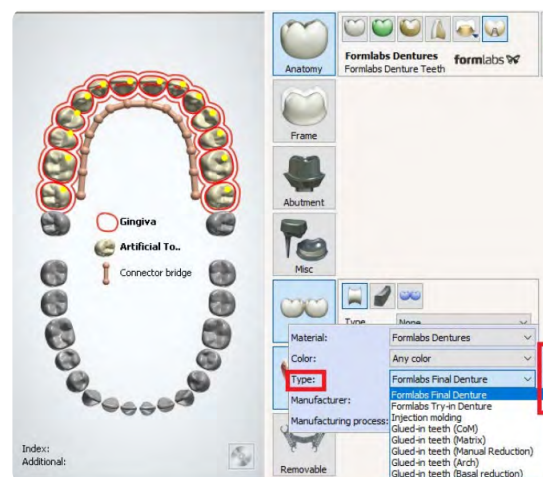 Gingiva
Artificial To..
Connector bridge
Index:
Additional:
Anatomy
Formlabs Dentures
Formlabs Denture Teeth
formlabs
Frame
Abutment
Misc
Type
None
Material:
Formlabs Dentures
Color:
Any color
Type:
Formlabs Final Denture
Manufacturer:
Manufacturing process:
Formlabs Final Denture
Formlabs Try-in Denture
Injection molding
Glued-in teeth (CoM)
Glued-in teeth (Matrix)
Glued-in teeth (Manual Reduction)
Glued-in teeth (Arch)
Glued-in teeth (Basal reduction)
Removable